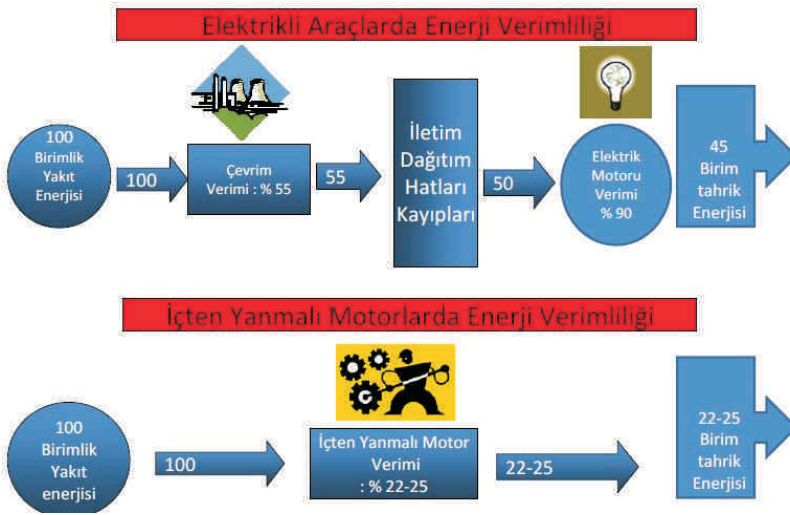 Elektrikli Araçlarda Enerji Verimliliği
100
Birimlik
Yakıt
Enerjisi
100
Çevrim
Verimi : % 55
55
İletim
Dağıtım
Hatları
Kayıpları
50
Elektrik
Motoru
Verimi
% 90
45
Birim
tahrik
Enerjisi
İçten Yanmalı Motorlarda Enerji Verimliliği
100
Birimlik
Yakıt
enerjisi
100
İçten Yanmalı Motor
Verimi
: % 22-25
22-25
22-25
Birim
tahrik
Enerjisi